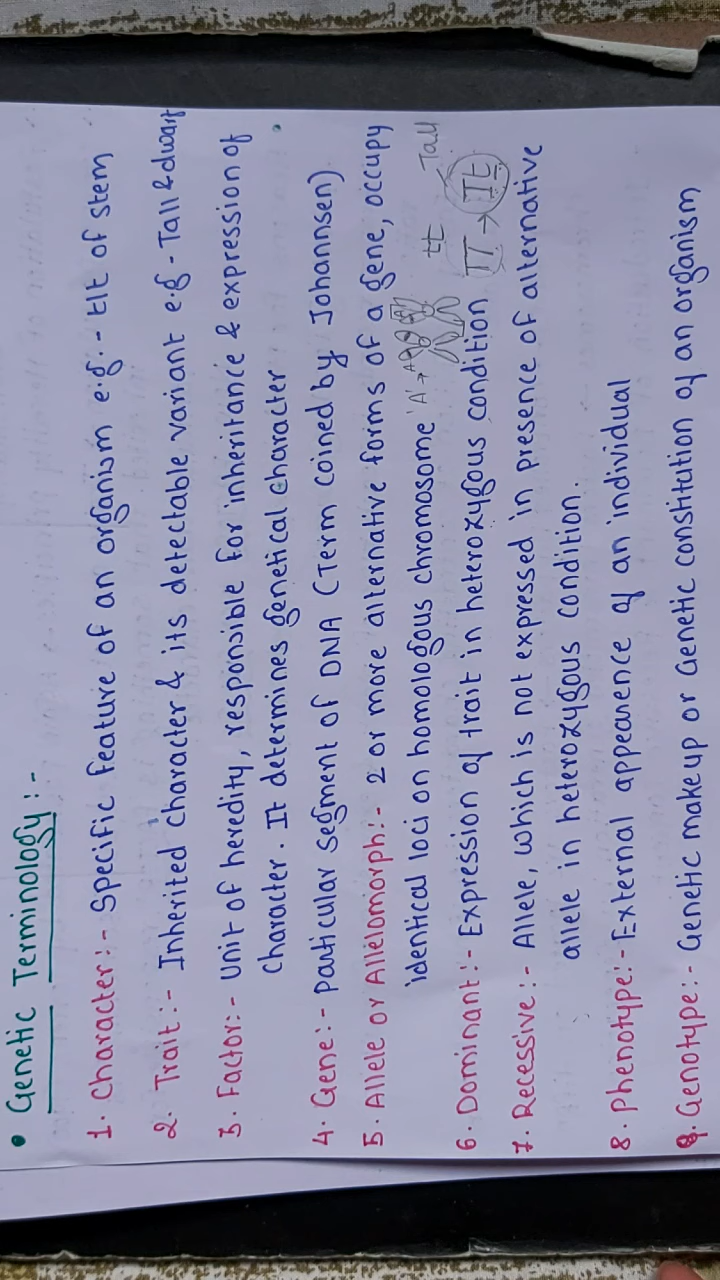 • Genetic Terminology :-
1. Character :- Specific Feature of an organism e.g. - Ht of stem
2. Trait :- Inherited character & its detectable variant e.g - Tall & dwarf
3. Factor :- Unit of heredity, responsible for inheritance & expression of
character. It determines genetical character
4. Gene :- Particular segment of DNA (Term coined by Johannsen)
5. Allele or Allelomorph :- 2 or more alternative forms of a gene, occupy
identical loci on homologous chromosome 'A' → A
tt Tall
6. Dominant :- Expression of trait in heterozygous condition TT → Tt
7. Recessive :- Allele, which is not expressed in presence of alternative
allele in heterozygous condition.
8. Phenotype :- External appearence of an individual
9. Genotype :- Genetic makeup or Genetic constitution of an organism